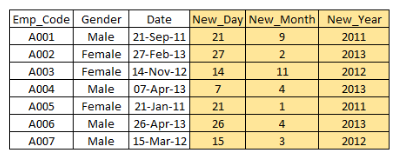 Emp_Code Gender Date New_Day New_Month New_Year
A001 Male 21-Sep-11 21 9 2011
A002 Female 27-Feb-13 27 2 2013
A003 Female 14-Nov-12 14 11 2012
A004 Male 07-Apr-13 7 4 2013
A005 Female 21-Jan-11 21 1 2011
A006 Male 26-Apr-13 26 4 2013
A007 Male 15-Mar-12 15 3 2012